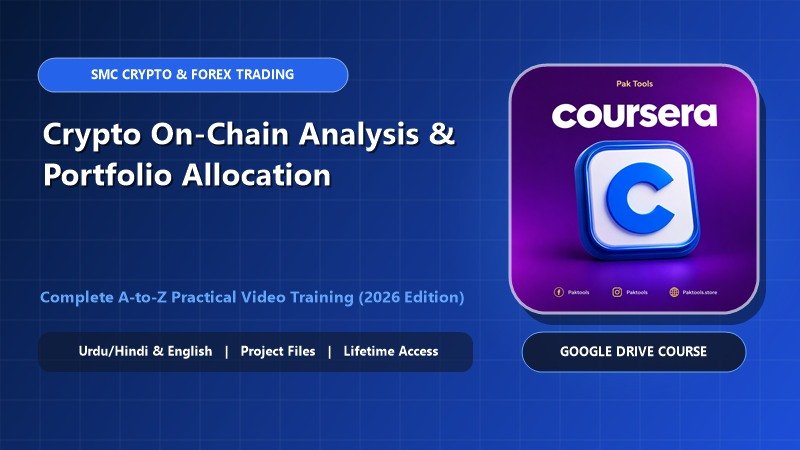 SMC CRYPTO & FOREX TRADING
Crypto On-Chain Analysis &
Portfolio Allocation
Complete A-to-Z Practical Video Training (2026 Edition)
Urdu/Hindi & English | Project Files | Lifetime Access
Pak Tools
coursera
C
Paktools
Paktools
Paktools.store
GOOGLE DRIVE COURSE